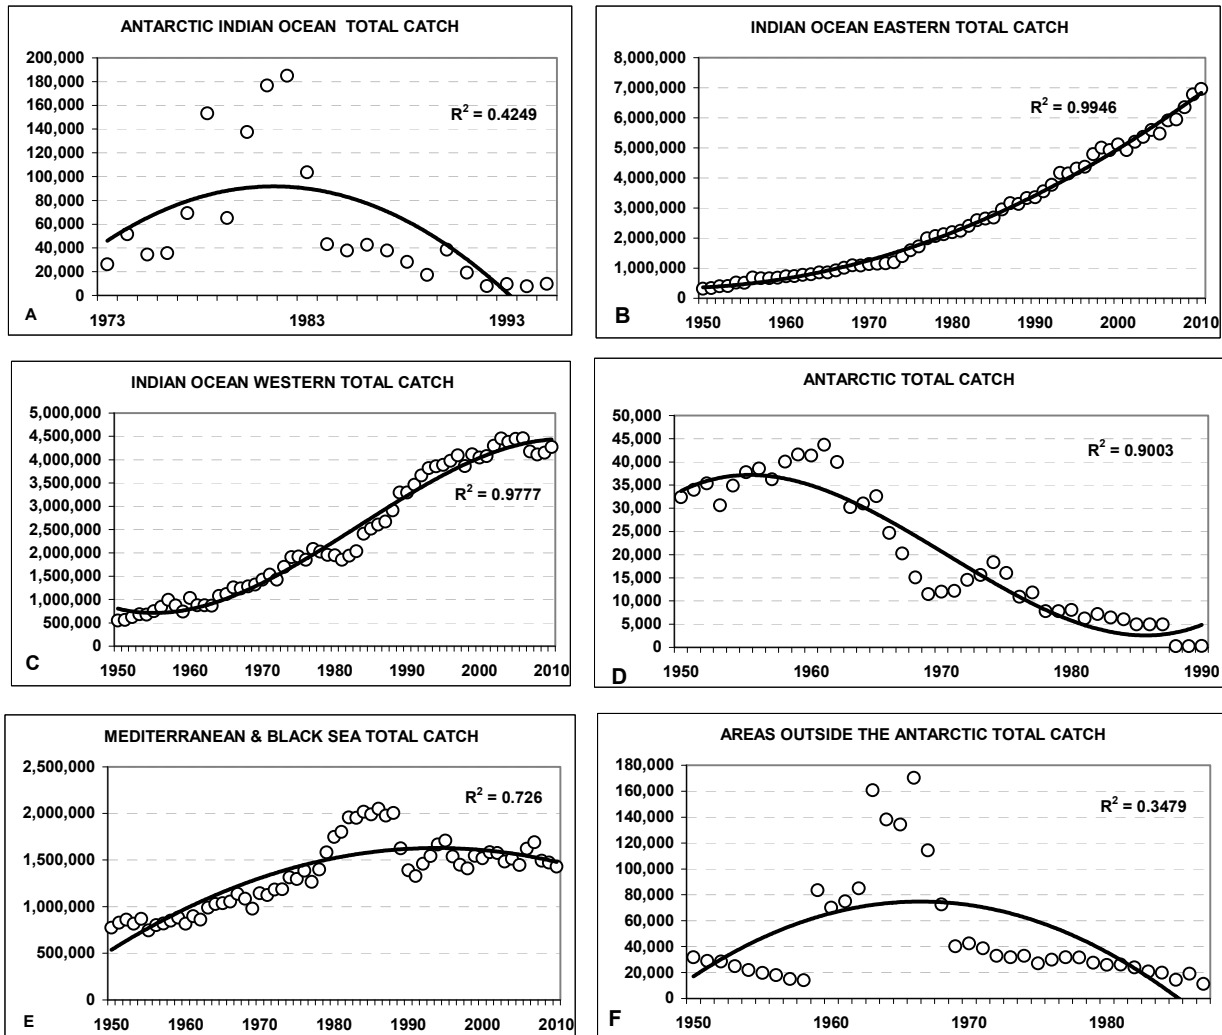 ANTARCTIC INDIAN OCEAN TOTAL CATCH
200,000
180,000
160,000
140,000
120,000
100,000
80,000
60,000
40,000
20,000
0
R² = 0.4249
1973 1983 1993
A
INDIAN OCEAN EASTERN TOTAL CATCH
8,000,000
7,000,000
6,000,000
5,000,000
4,000,000
3,000,000
2,000,000
1,000,000
0
R² = 0.9946
1950 1960 1970 1980 1990 2000 2010
B
INDIAN OCEAN WESTERN TOTAL CATCH
5,000,000
4,500,000
4,000,000
3,500,000
3,000,000
2,500,000
2,000,000
1,500,000
1,000,000
500,000
0
R² = 0.9777
1950 1960 1970 1980 1990 2000 2010
C
ANTARCTIC TOTAL CATCH
50,000
45,000
40,000
35,000
30,000
25,000
20,000
15,000
10,000
5,000
0
R² = 0.9003
1950 1960 1970 1980 1990
D
MEDITERRANEAN & BLACK SEA TOTAL CATCH
2,500,000
2,000,000
1,500,000
1,000,000
500,000
0
R² = 0.726
1950 1960 1970 1980 1990 2000 2010
E
AREAS OUTSIDE THE ANTARCTIC TOTAL CATCH
180,000
160,000
140,000
120,000
100,000
80,000
60,000
40,000
20,000
0
R² = 0.3479
1950 1960 1970 1980
F